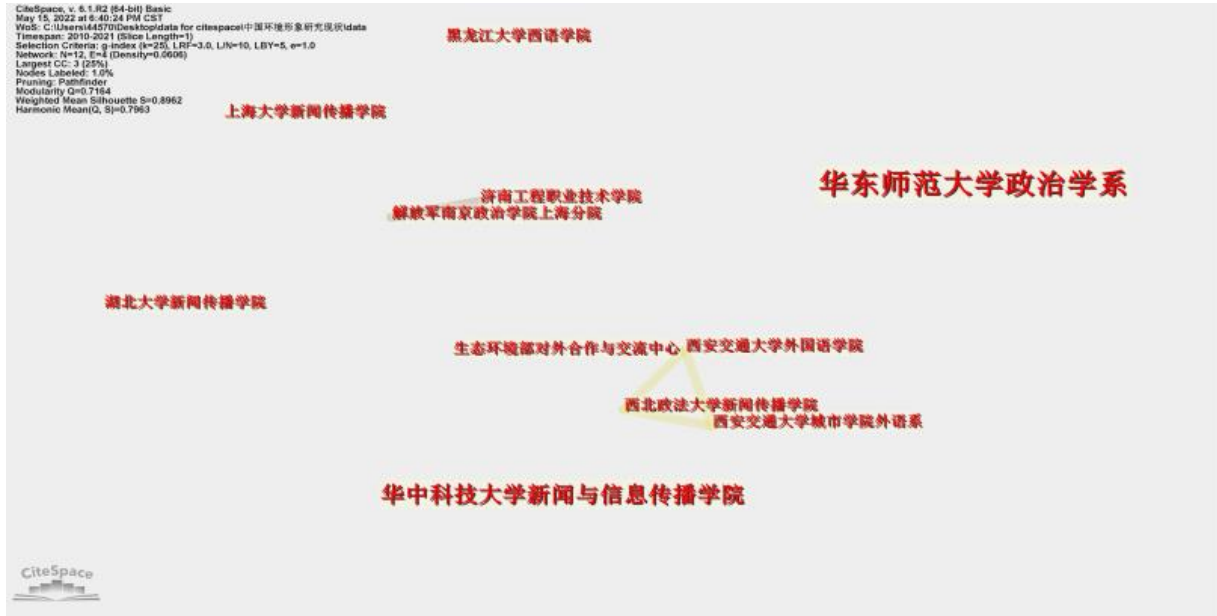 CiteSpace, v. 6.1.R2 (64-bit) Basic
May 15, 2022 at 6:40:24 PM CST
WoS: C:\Users\44570\Desktop\data for citespace\中国环境形象研究现状\data
Timespan: 2010-2021 (Slice Length=1)
Selection Criteria: g-index (k=25), LRF=3.0, L/N=10, LBY=5, e=1.0
Network: N=12, E=4 (Density=0.0606)
Largest CC: 3 (25%)
Nodes Labeled: 1.0%
Pruning: Pathfinder
Modularity Q=0.7164
Weighted Mean Silhouette S=0.8962
Harmonic Mean(Q, S)=0.7963
黑龙江大学西语学院
上海大学新闻传播学院
华东师范大学政治学系
济南工程职业技术学院
解放军南京政治学院上海分院
湖北大学新闻传播学院
生态环境部对外合作与交流中心
西安交通大学外国语学院
西北政法大学新闻传播学院
西安交通大学城市学院外语系
华中科技大学新闻与信息传播学院
CiteSpace